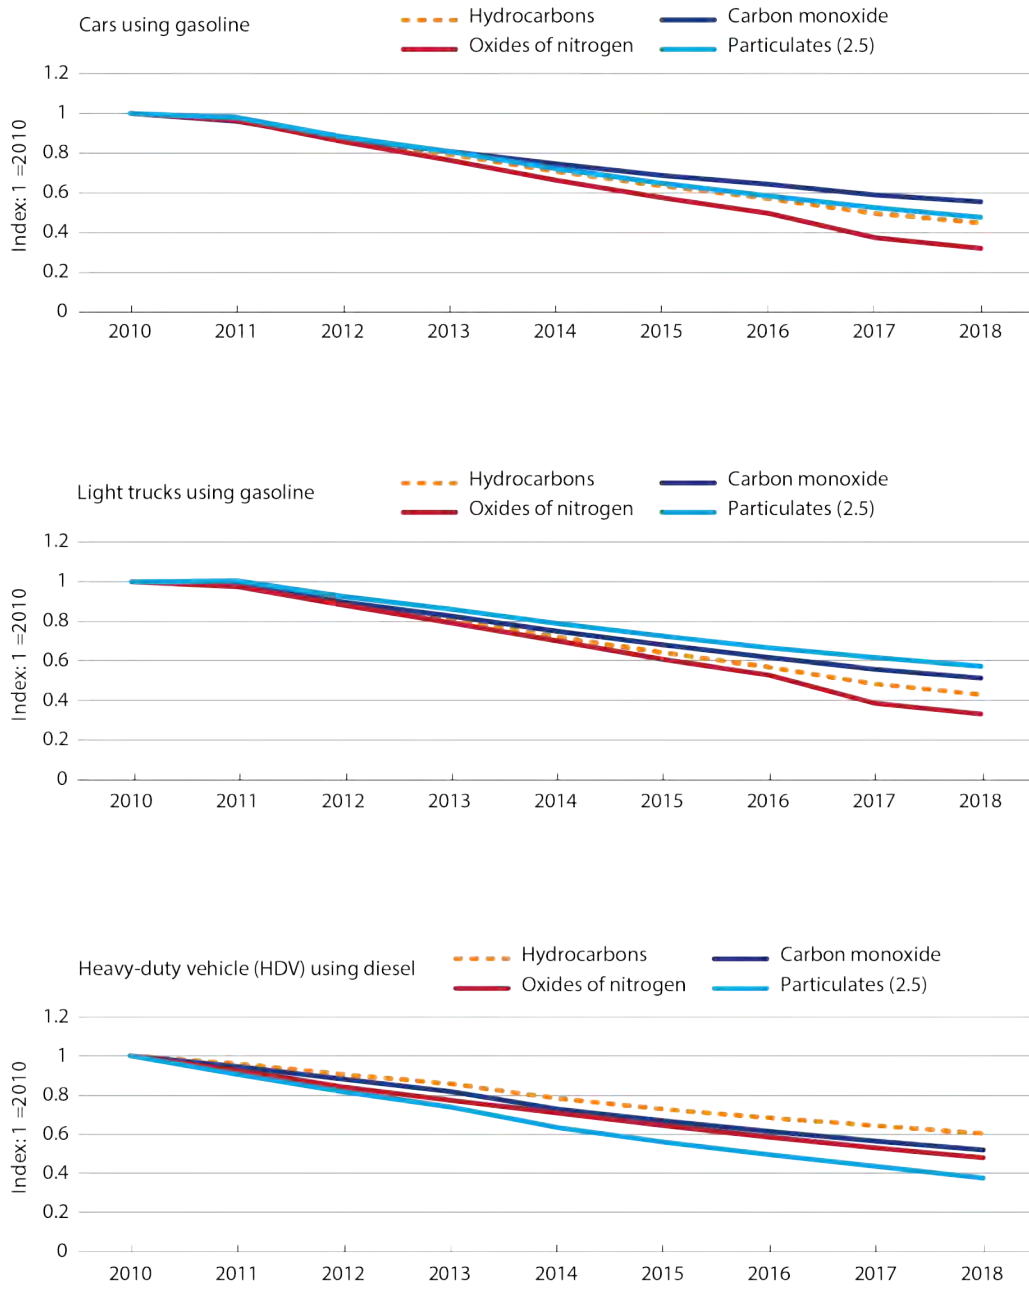 Cars using gasoline
Hydrocarbons
Carbon monoxide
Oxides of nitrogen
Particulates (2.5)
Index: 1 =2010
1.2
1
0.8
0.6
0.4
0.2
0
2010 2011 2012 2013 2014 2015 2016 2017 2018
Light trucks using gasoline
Hydrocarbons
Carbon monoxide
Oxides of nitrogen
Particulates (2.5)
Index: 1 =2010
1.2
1
0.8
0.6
0.4
0.2
0
2010 2011 2012 2013 2014 2015 2016 2017 2018
Heavy-duty vehicle (HDV) using diesel
Hydrocarbons
Carbon monoxide
Oxides of nitrogen
Particulates (2.5)
Index: 1 =2010
1.2
1
0.8
0.6
0.4
0.2
0
2010 2011 2012 2013 2014 2015 2016 2017 2018